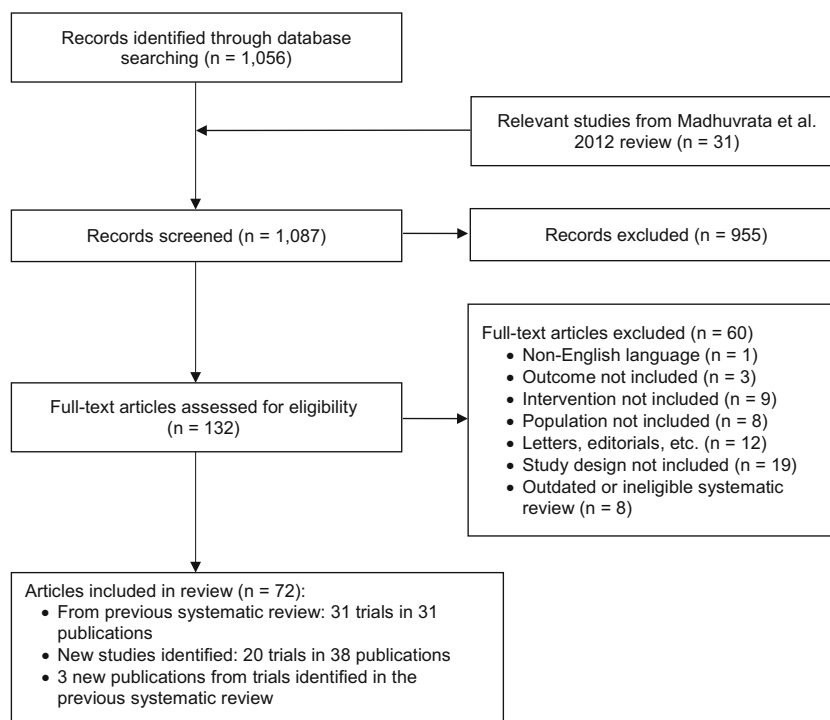 Records identified through database
searching (n = 1,056)
Relevant studies from Madhuvrata et al.
2012 review (n = 31)
Records screened (n = 1,087)
Records excluded (n = 955)
Full-text articles assessed for eligibility
(n = 132)
Full-text articles excluded (n = 60)
• Non-English language (n = 1)
• Outcome not included (n = 3)
• Intervention not included (n = 9)
• Population not included (n = 8)
• Letters, editorials, etc. (n = 12)
• Study design not included (n = 19)
• Outdated or ineligible systematic
review (n = 8)
Articles included in review (n = 72):
• From previous systematic review: 31 trials in 31
publications
• New studies identified: 20 trials in 38 publications
• 3 new publications from trials identified in the
previous systematic review